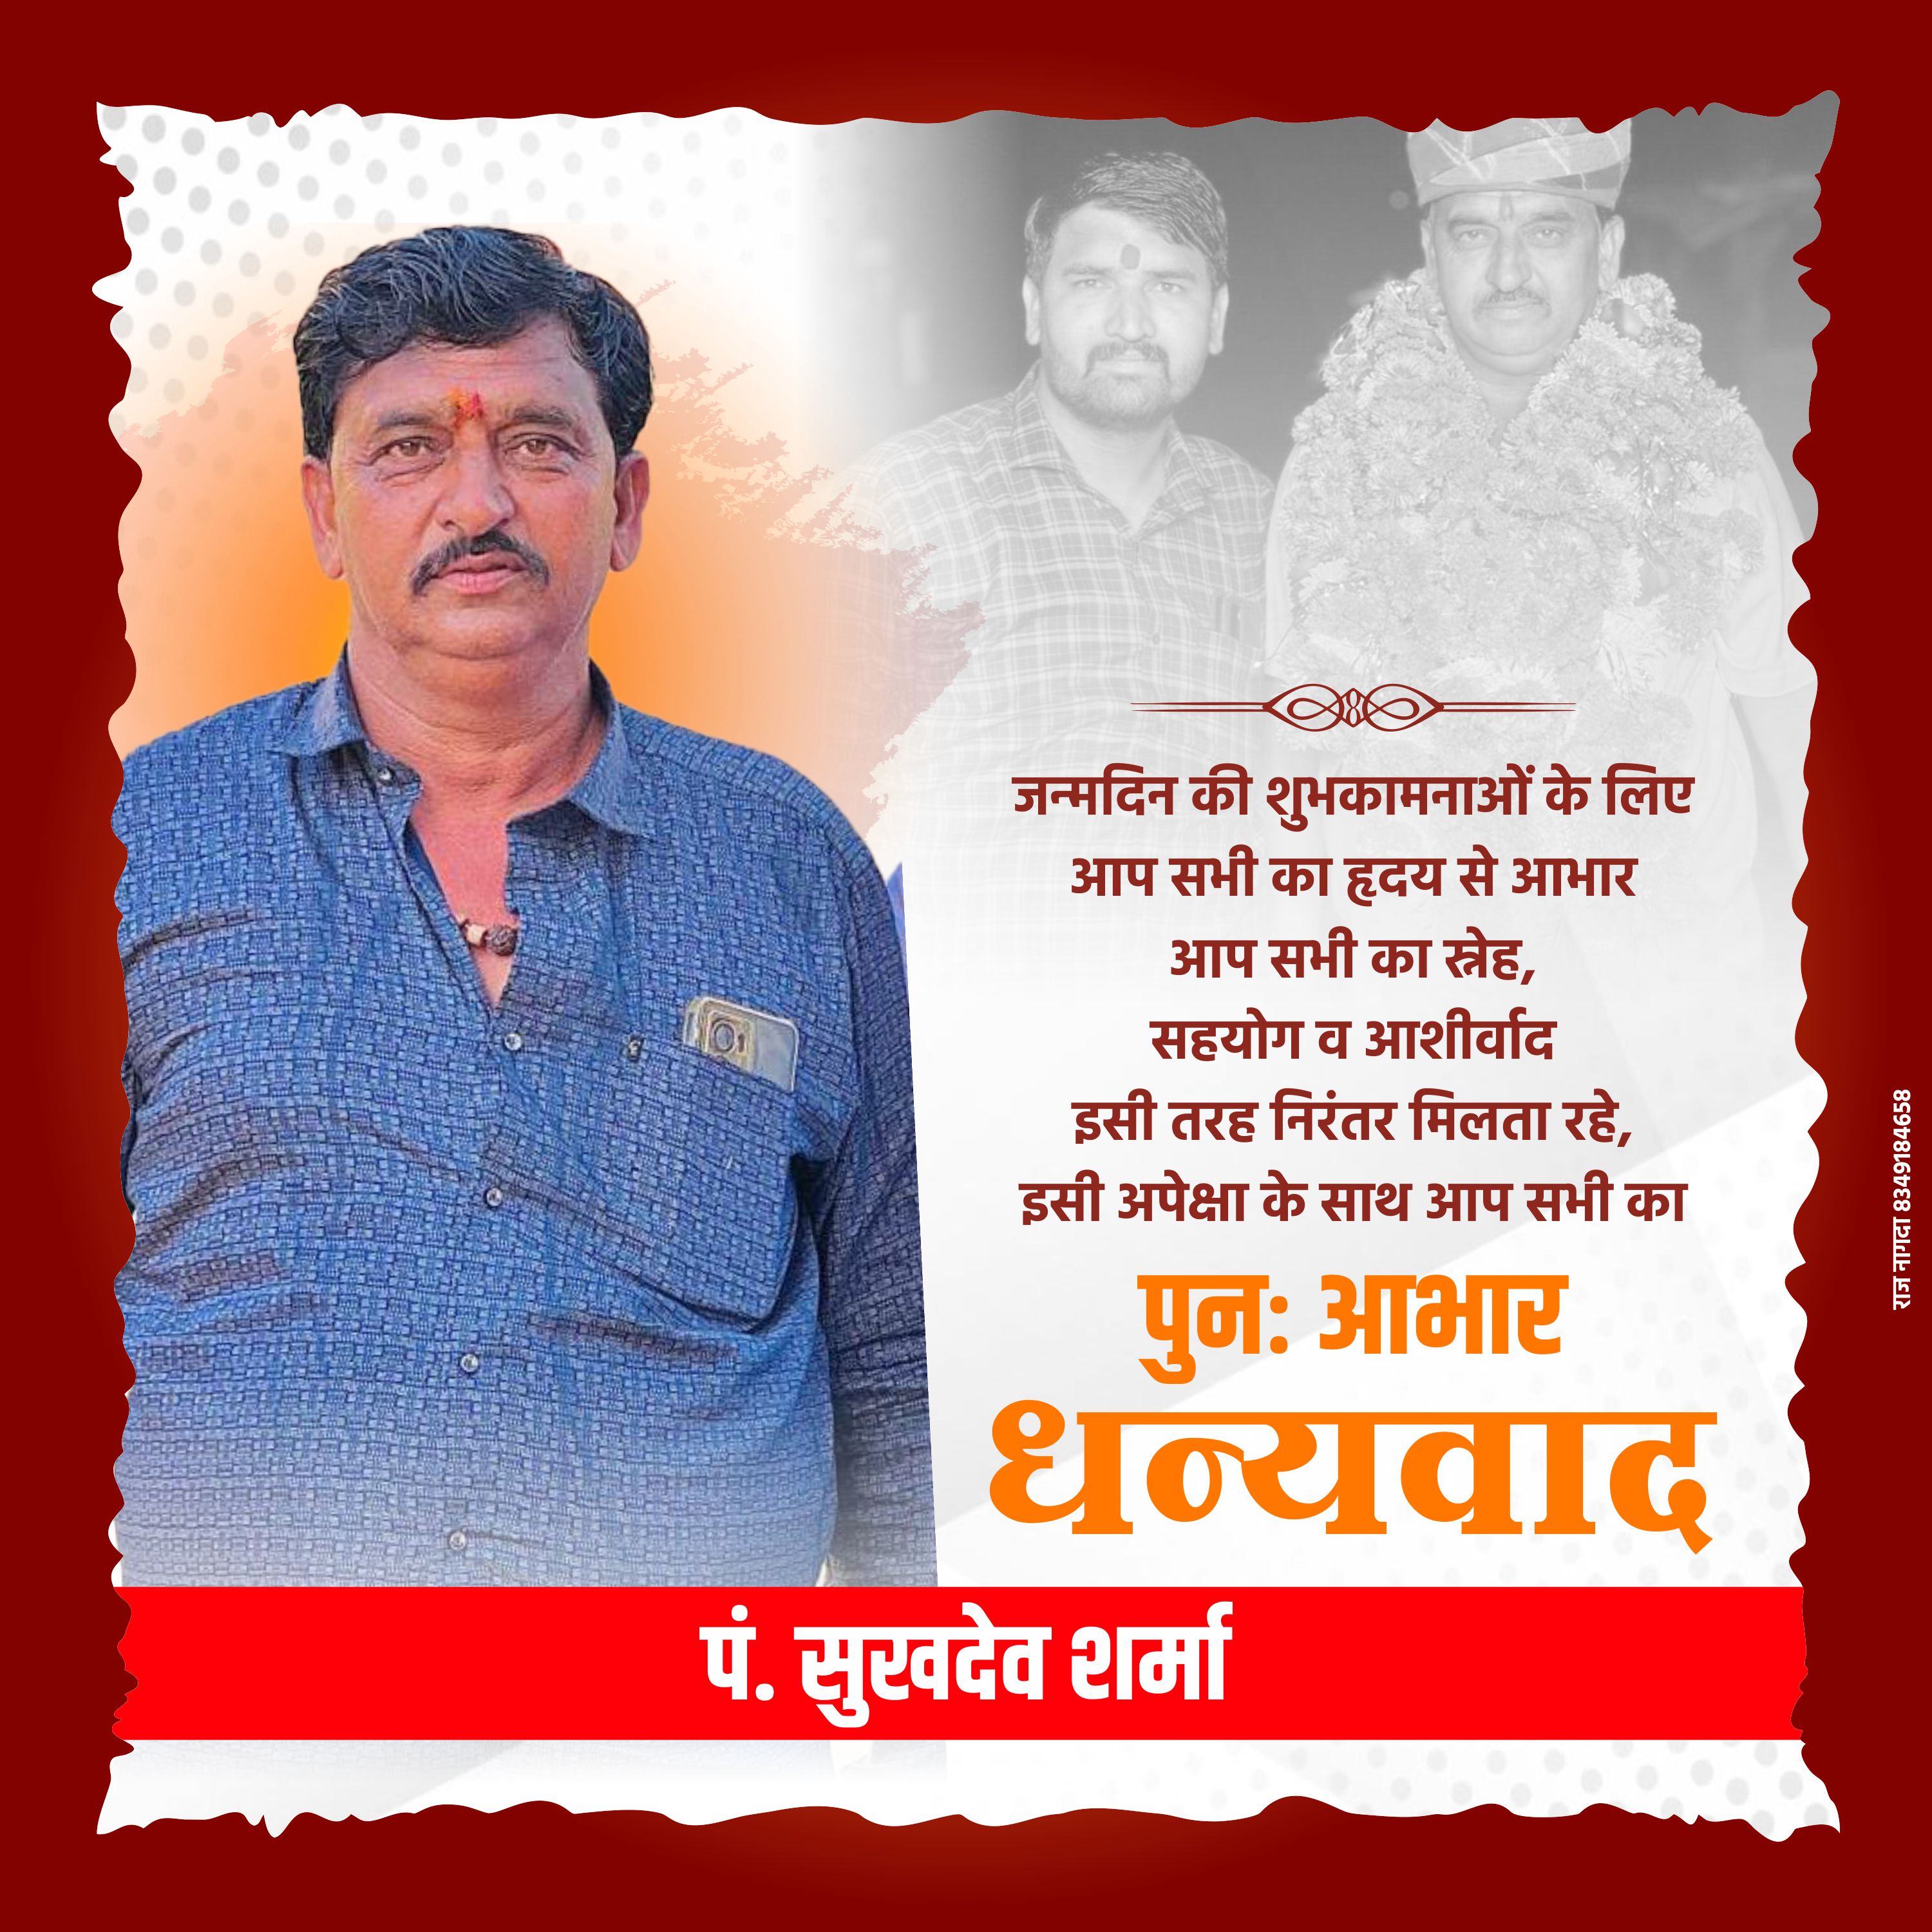 जन्मदिन की शुभकामनाओं के लिए
आप सभी का हृदय से आभार
आप सभी का स्नेह,
सहयोग व आशीर्वाद
इसी तरह निरंतर मिलता रहे,
इसी अपेक्षा के साथ आप सभी का
पुन: आभार
धन्यवाद
पं. सुखदेव शर्मा
राज नागदा 8349184658